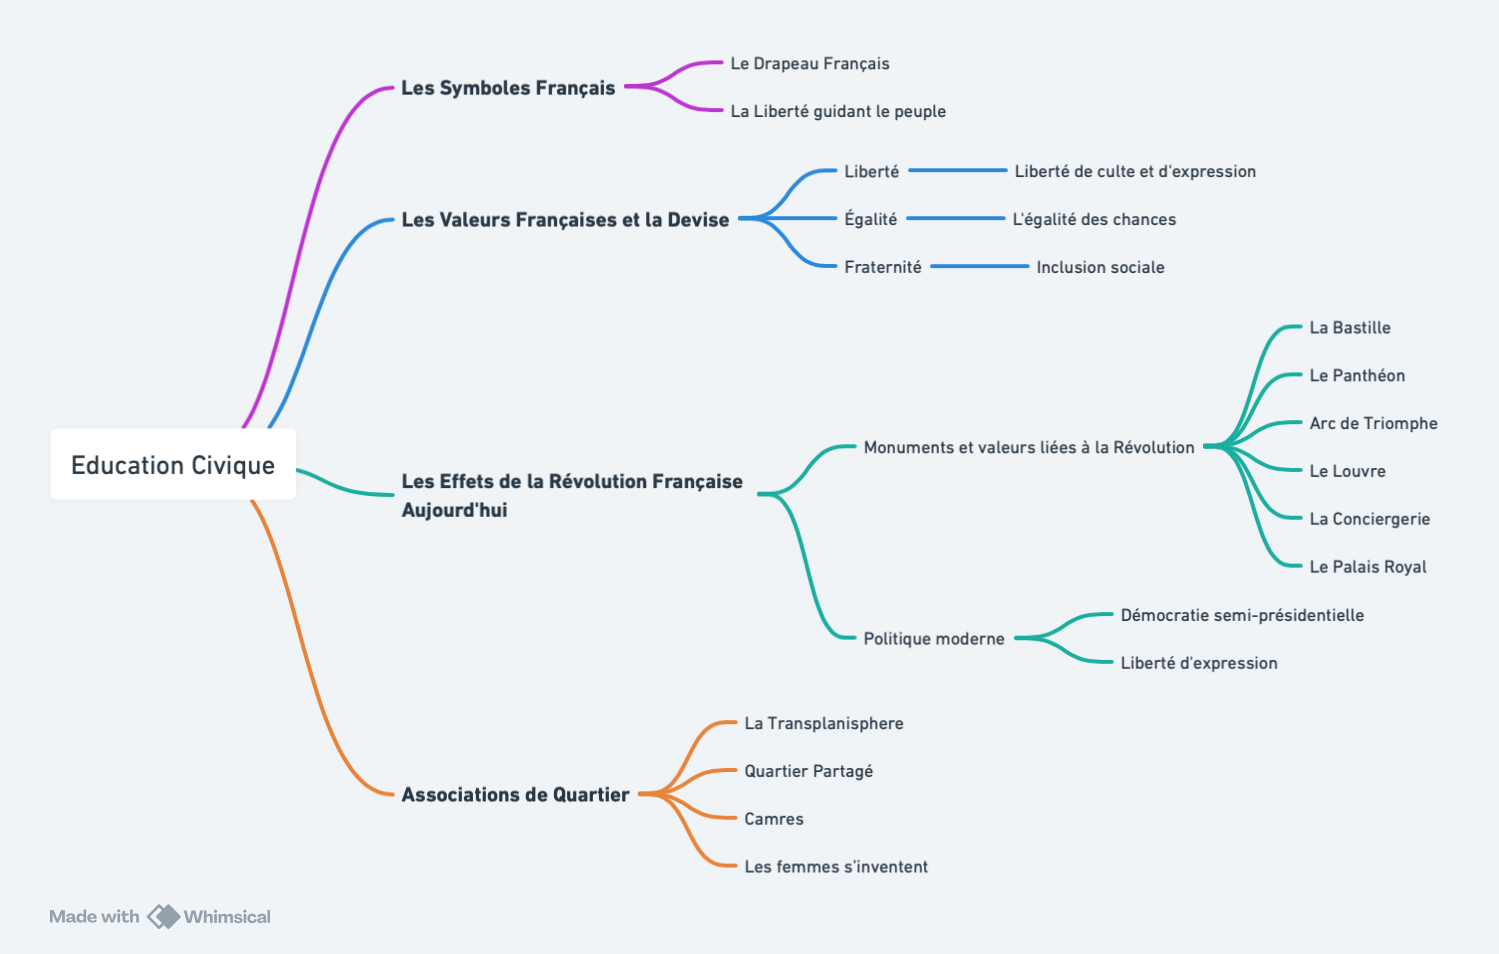 Les Symboles Français
Le Drapeau Français
La Liberté guidant le peuple
Les Valeurs Françaises et la Devise
Liberté
Liberté de culte et d'expression
Égalité
L'égalité des chances
Fraternité
Inclusion sociale
Education Civique
Les Effets de la Révolution Française
Aujourd'hui
Monuments et valeurs liées à la Révolution
La Bastille
Le Panthéon
Arc de Triomphe
Le Louvre
La Conciergerie
Le Palais Royal
Politique moderne
Démocratie semi-présidentielle
Liberté d'expression
Associations de Quartier
La Transplanisphere
Quartier Partagé
Camres
Les femmes s'inventent
Made with Whimsical